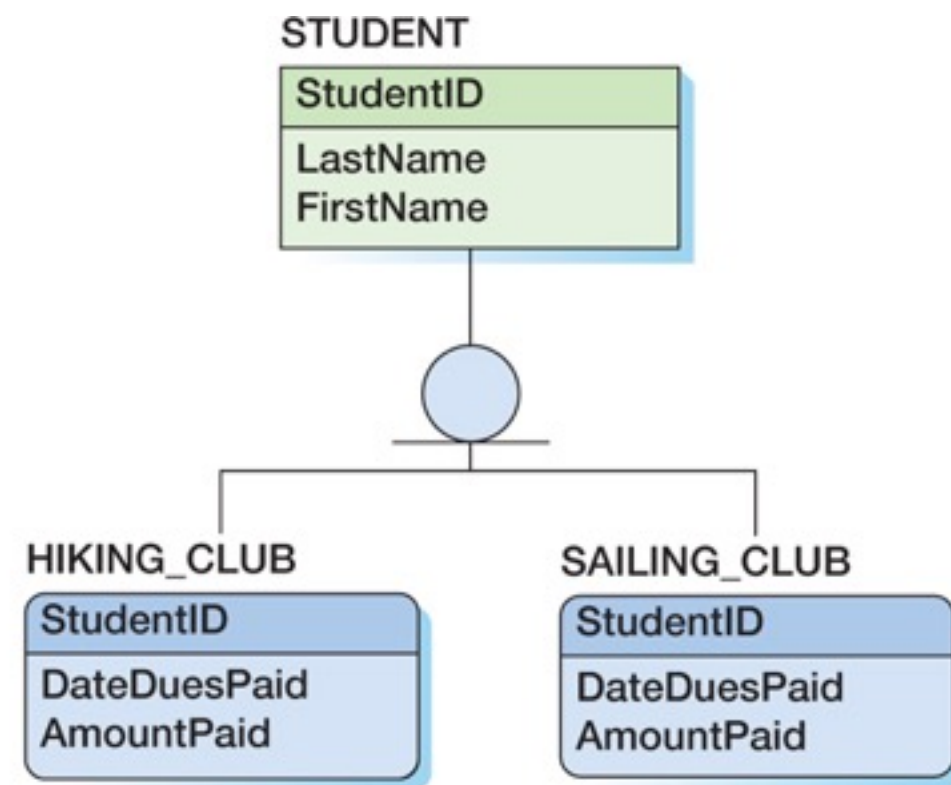 STUDENT
StudentID
LastName
FirstName
HIKING_CLUB
StudentID
DateDuesPaid
AmountPaid
SAILING_CLUB
StudentID
DateDuesPaid
AmountPaid